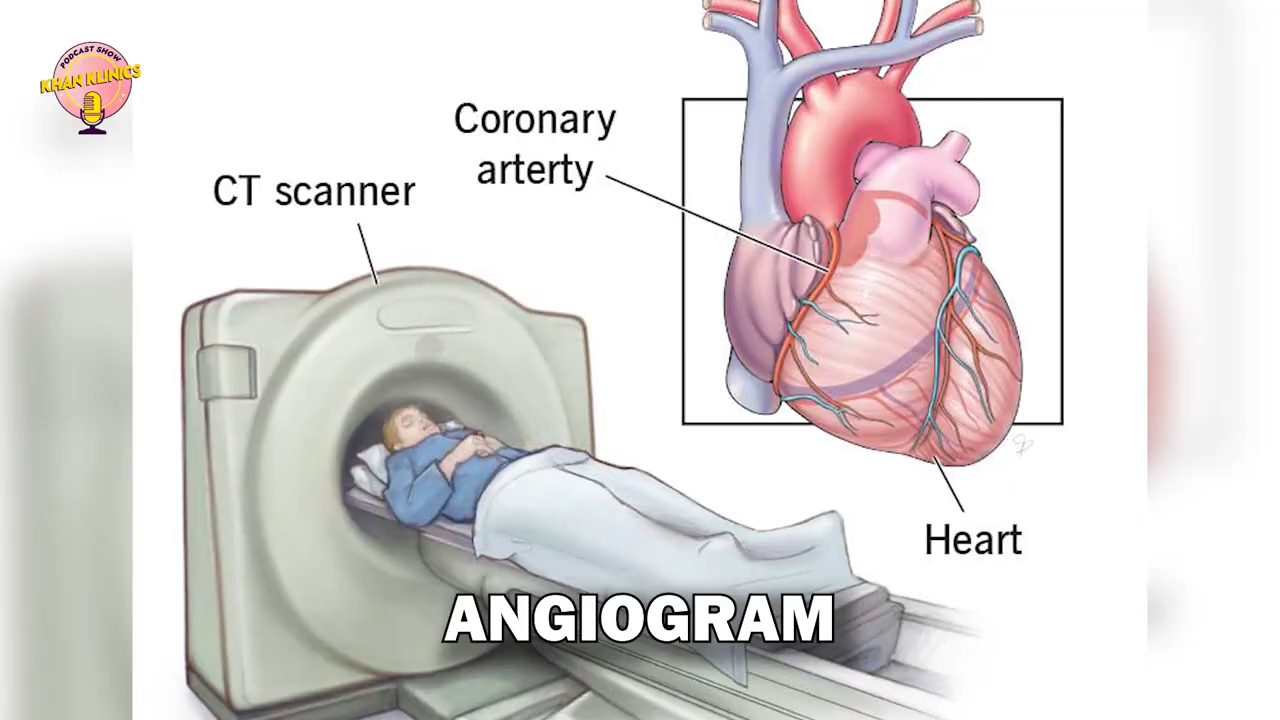 PODCAST SHOW
KHAN KLINICS
Coronary
arterty
CT scanner
Heart
ANGIOGRAM